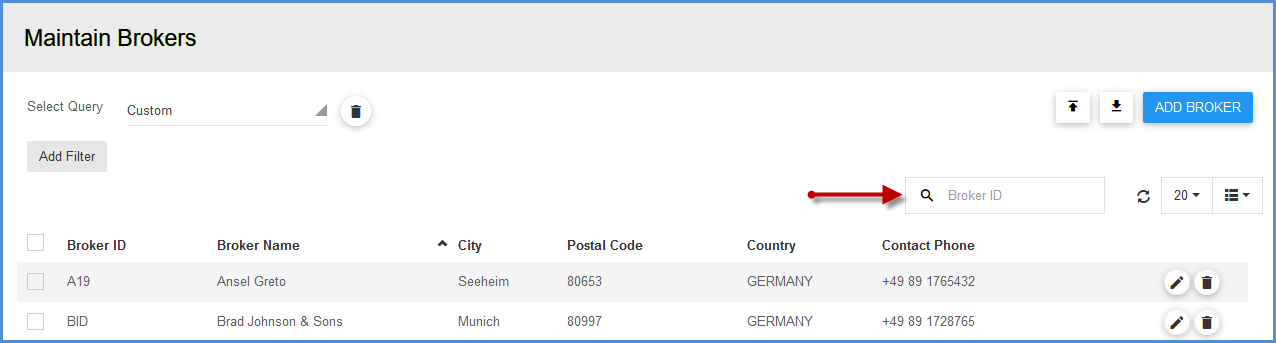 Maintain Brokers
Select Query Custom
ADD BROKER
Add Filter
Broker ID 20
Broker ID Broker Name City Postal Code Country Contact Phone
A19 Ansel Greto Seeheim 80653 GERMANY +49 89 1765432
BID Brad Johnson & Sons Munich 80997 GERMANY +49 89 1728765